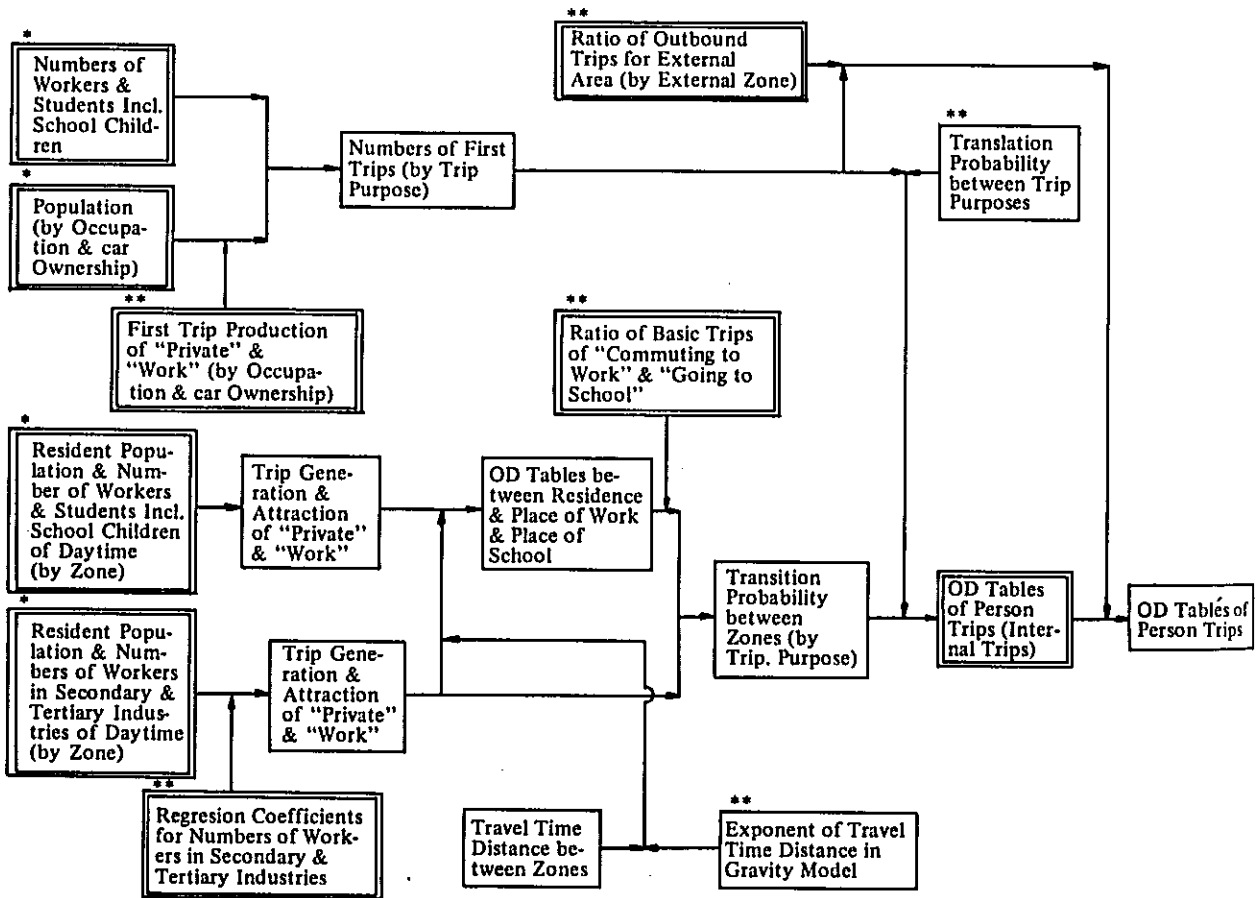 *
Numbers of
Workers &
Students Incl.
School Child-
ren
**
Ratio of Outbound
Trips for External
Area (by External Zone)
*
Population
(by Occupa-
tion & car
Ownership)
Numbers of First
Trips (by Trip
Purpose)
**
Translation
Probability
between Trip
Purposes
**
First Trip Production
of "Private" &
"Work" (by Occupa-
tion & car Ownership)
**
Ratio of Basic Trips
of "Commuting to
Work" & "Going to
School"
*
Resident Popu-
lation & Num-
ber of Workers
& Students Incl.
School Children
of Daytime
(by Zone)
Trip Gene-
ration &
Attraction
of "Private"
& "Work"
OD Tables be-
tween Residence
& Place of Work
& Place of
School
*
Resident Popu-
lation & Num-
bers of Workers
in Secondary &
Tertiary Indus-
tries of Daytime
(by Zone)
Trip Gene-
ration &
Attraction
of "Private"
& "Work"
Transition
Probability
between
Zones (by
Trip. Purpose)
OD Tables
of Person
Trips (Inter-
nal Trips)
OD Tables of
Person Trips
**
Regresion Coefficients
for Numbers of Work-
ers in Secondary &
Tertiary Industries
Travel Time
Distance be-
tween Zones
**
Exponent of Travel
Time Distance in
Gravity Model